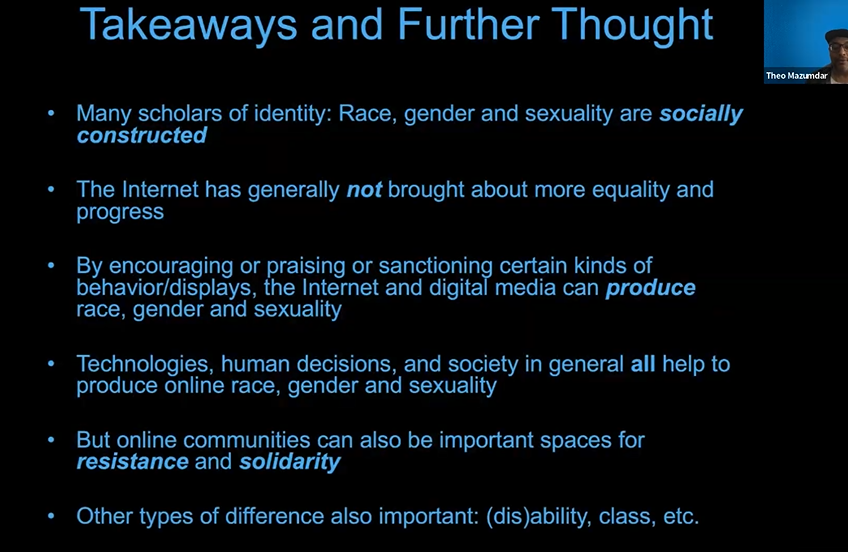 Takeaways and Further Thought
Theo Mazumdar
• Many scholars of identity: Race, gender and sexuality are socially
constructed
• The Internet has generally not brought about more equality and
progress
• By encouraging or praising or sanctioning certain kinds of
behavior/displays, the Internet and digital media can produce
race, gender and sexuality
• Technologies, human decisions, and society in general all help to
produce online race, gender and sexuality
• But online communities can also be important spaces for
resistance and solidarity
• Other types of difference also important: (dis)ability, class, etc.